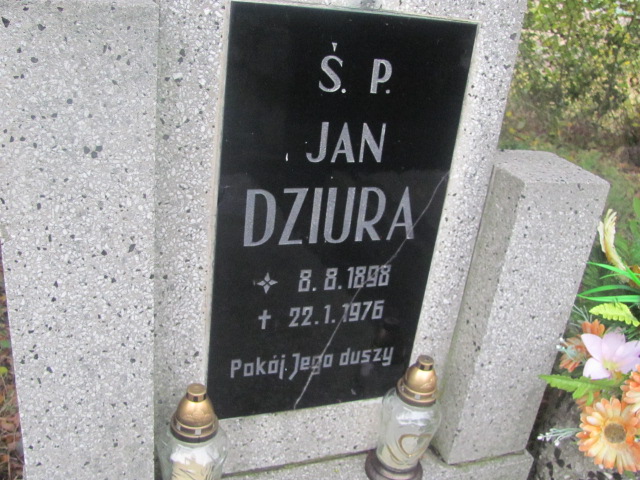 Ś. P.
JAN
DZIURA
8. 8. 1898
22. 1. 1976
Pokój Jego duszy